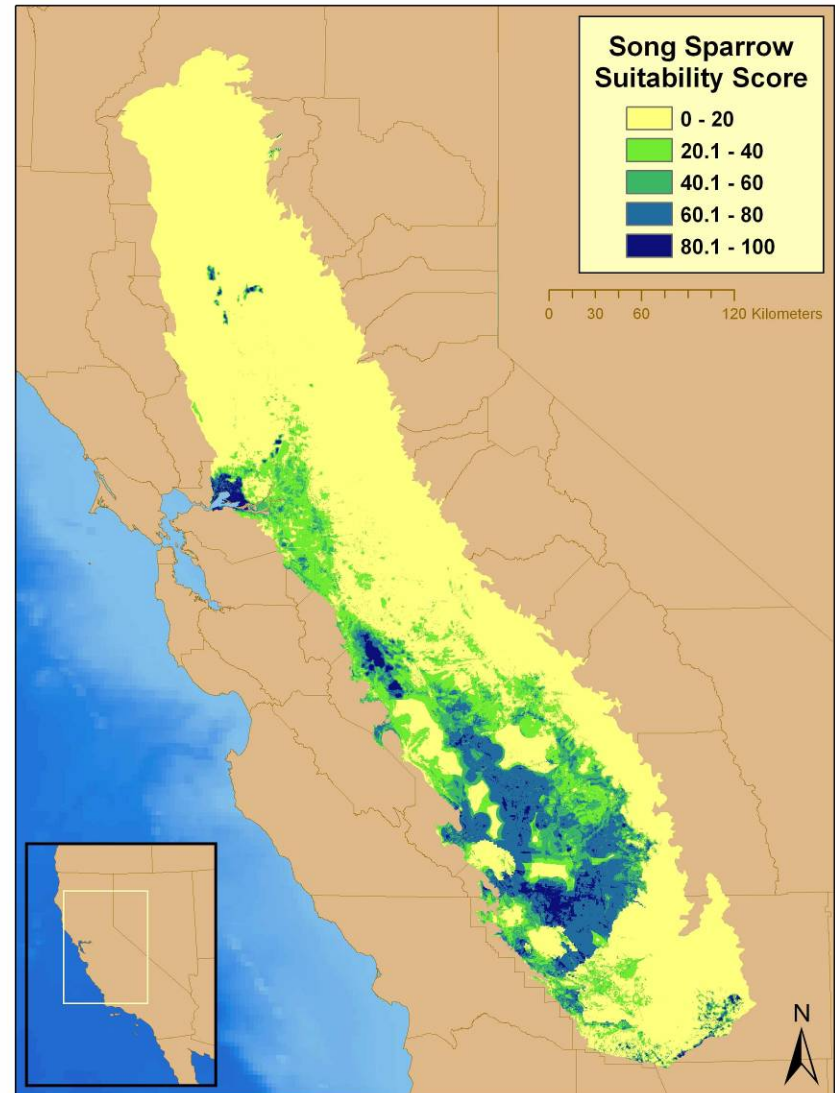 Song Sparrow
Suitability Score
0 - 20
20.1 - 40
40.1 - 60
60.1 - 80
80.1 - 100
0 30 60 120 Kilometers
N